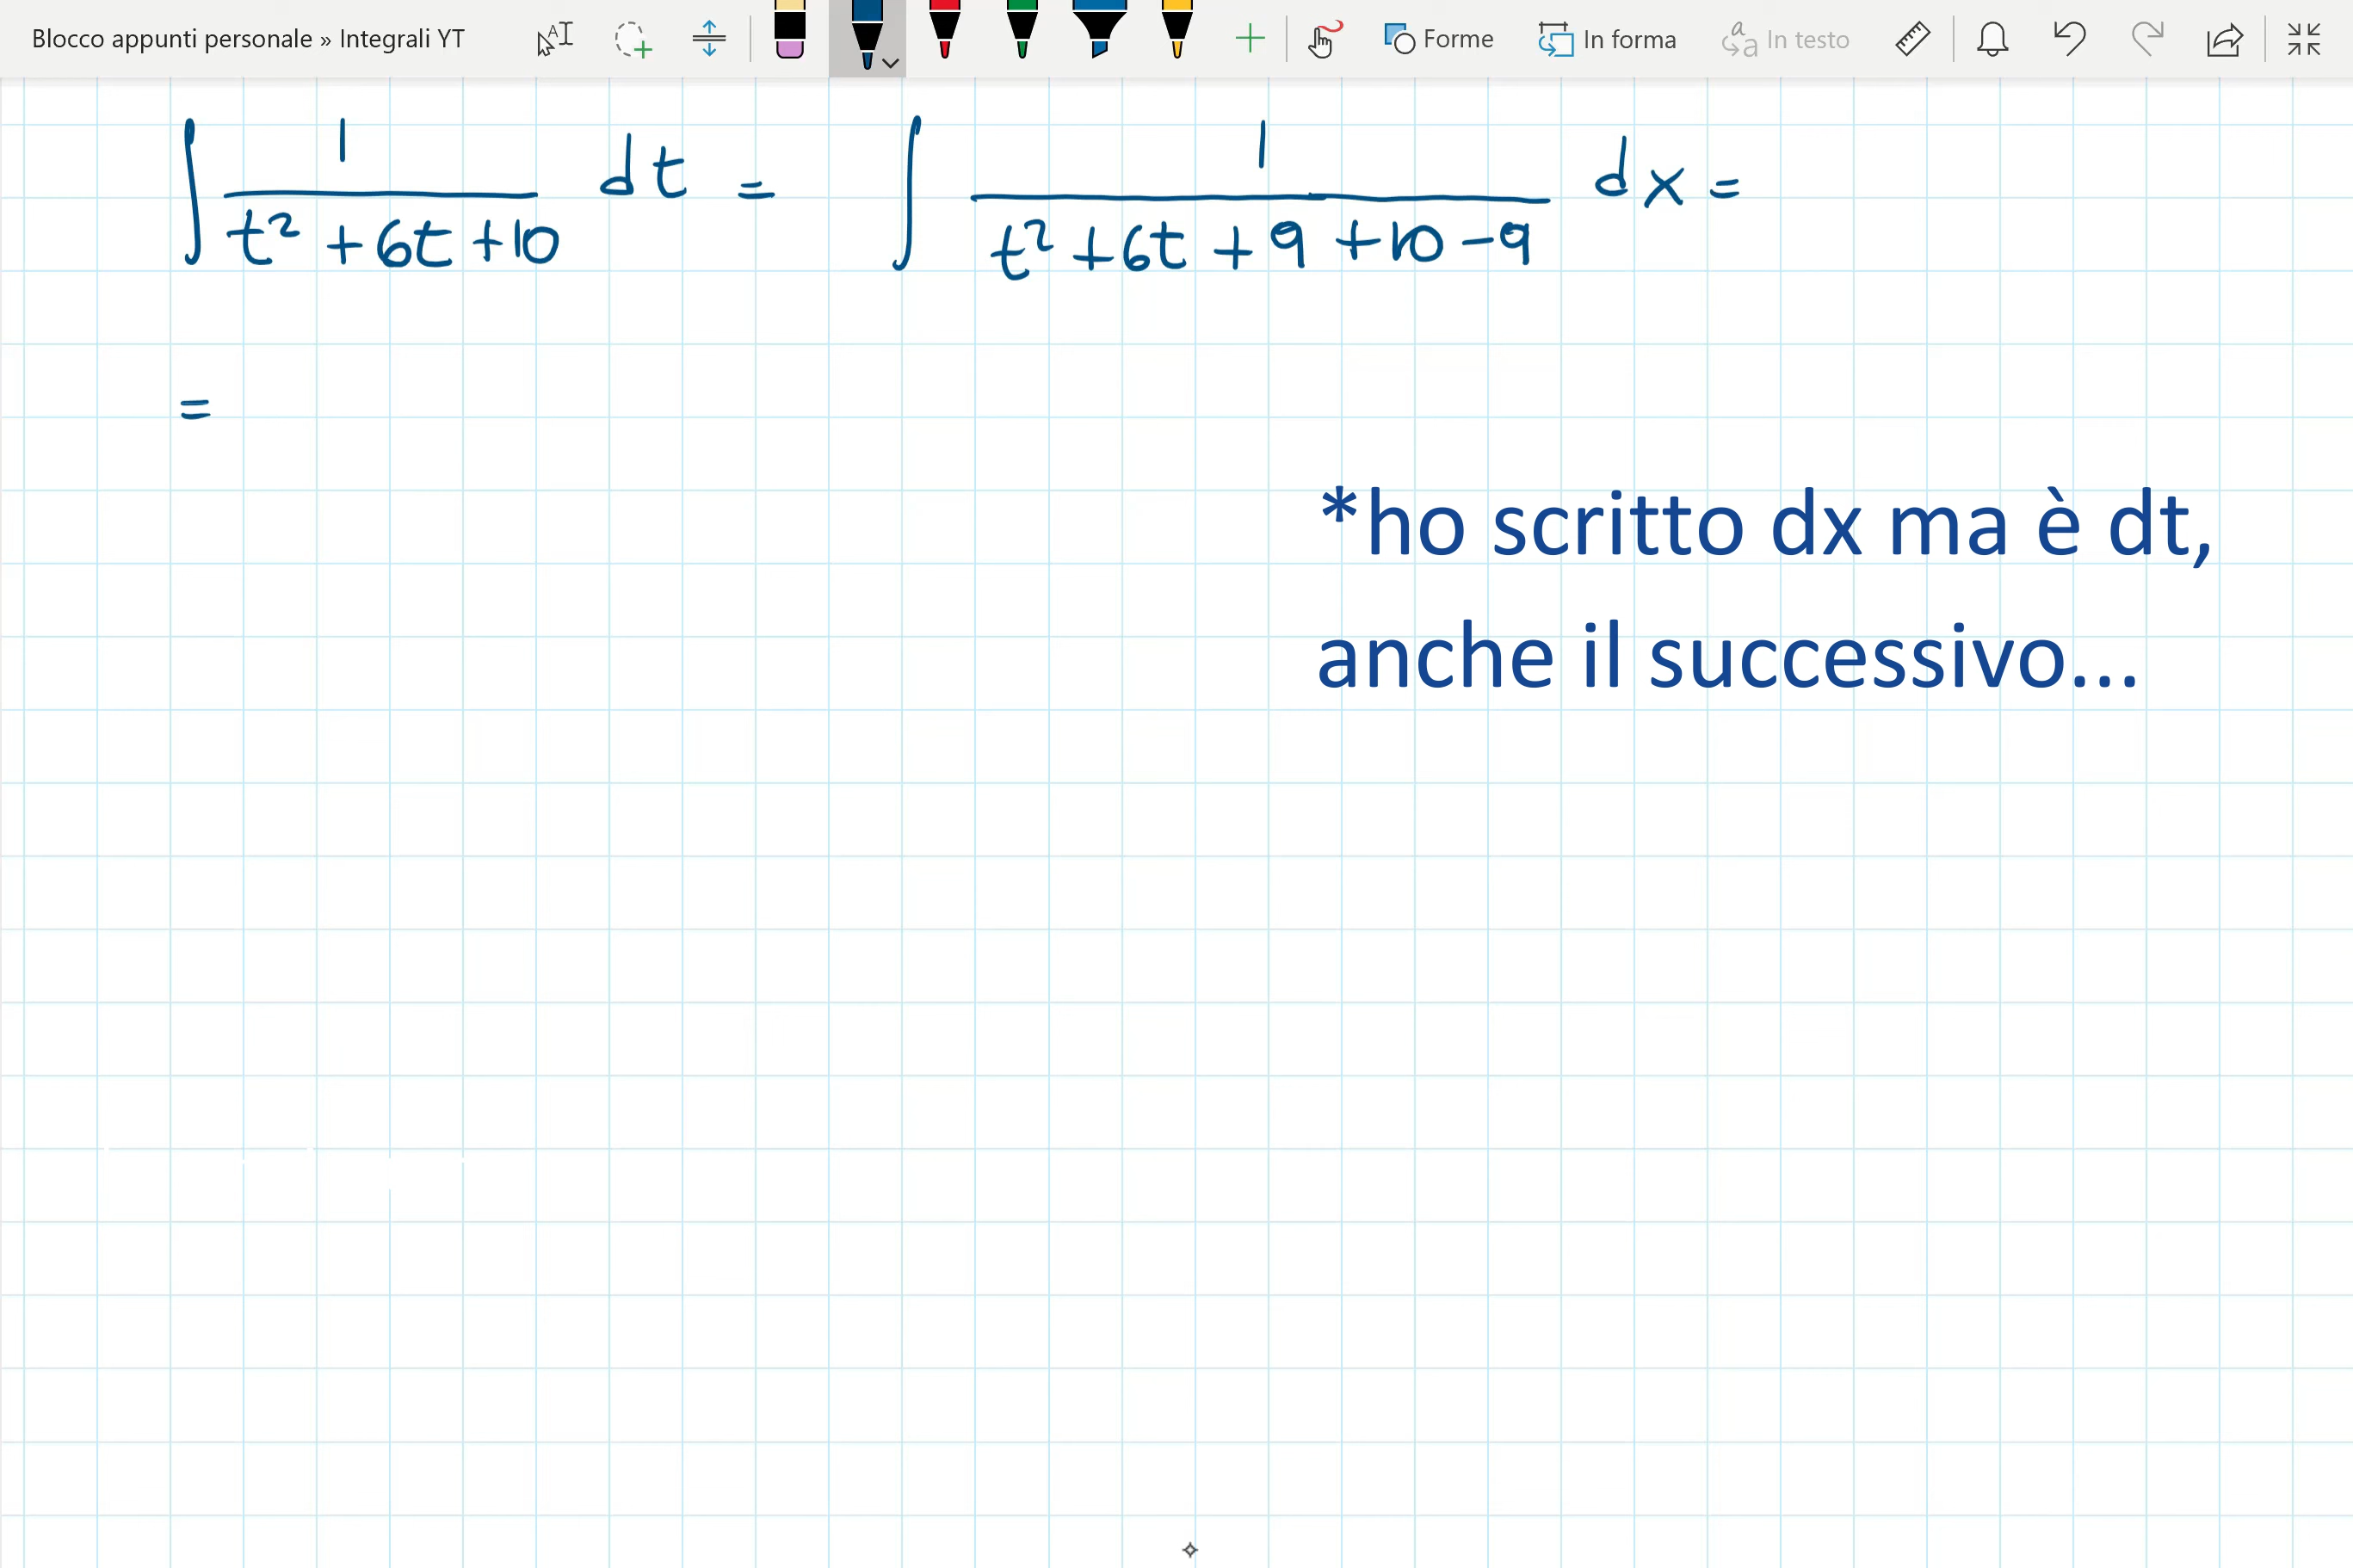 Blocco appunti personale » Integrali YT Forme In forma In testo
∫ 1/(t² + 6t + 10) dt = ∫ 1/(t² + 6t + 9 + 10 - 9) dx =
=
*ho scritto dx ma è dt,
anche il successivo...